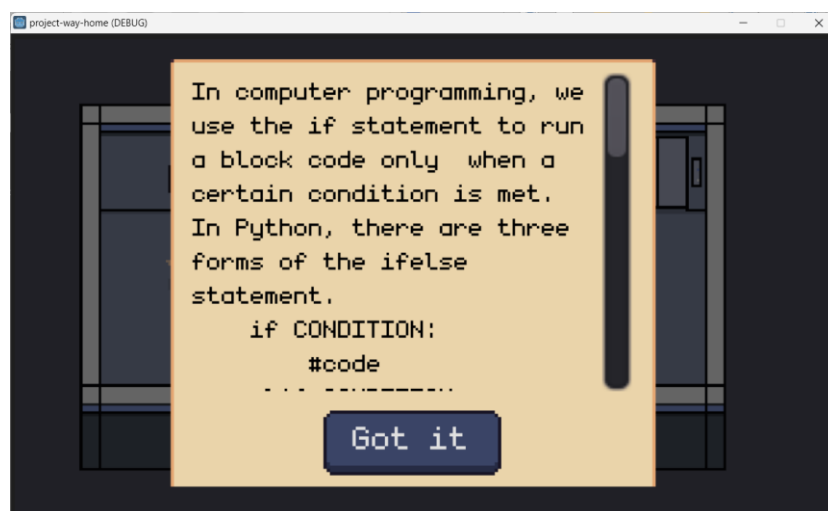 project-way-home (DEBUG)
In computer programming, we
use the if statement to run
a block code only  when a
certain condition is met.
In Python, there are three
forms of the ifelse
statement.
    if CONDITION:
        #code
Got it